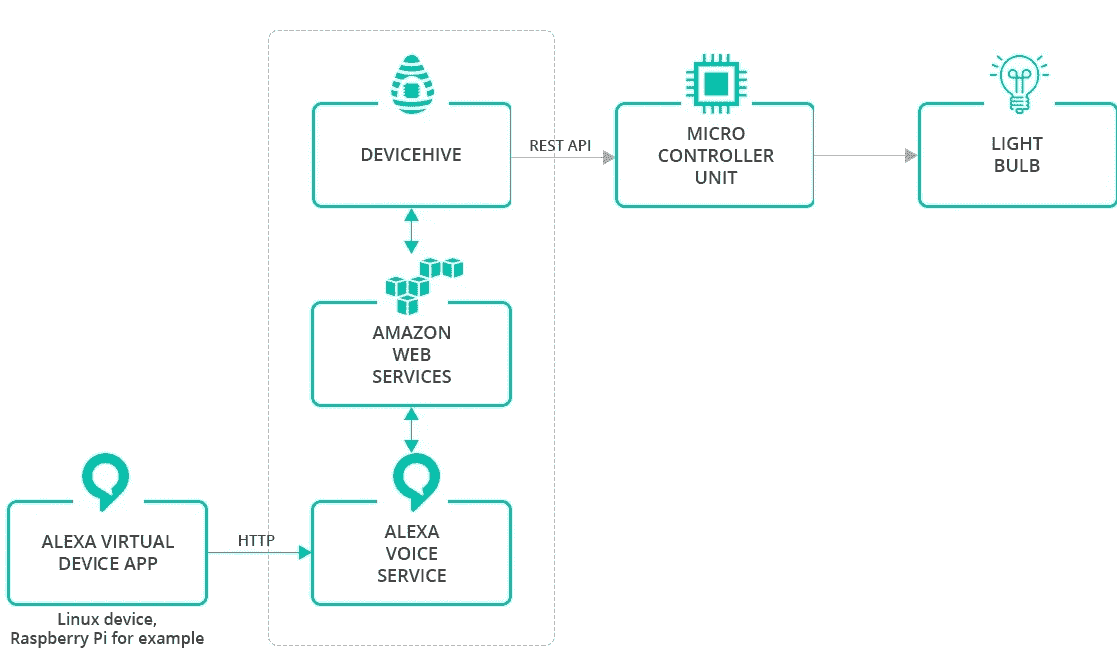 DEVICEHIVE
REST API
MICRO
CONTROLLER
UNIT
LIGHT
BULB
AMAZON
WEB
SERVICES
ALEXA VIRTUAL
DEVICE APP
HTTP
ALEXA
VOICE
SERVICE
Linux device,
Raspberry Pi for example